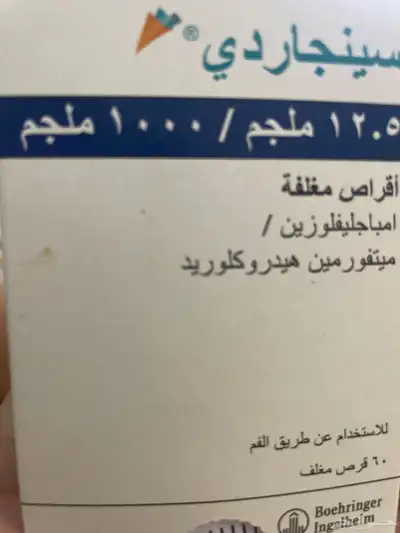 سينجاردي®
١٢.٥ ملجم / ١٠٠٠ ملجم
أقراص مغلفة
امباجليفلوزين /
ميتفورمين هيدروكلوريد
للاستخدام عن طريق الفم
٦٠ قرص مغلف
Boehringer
Ingelheim